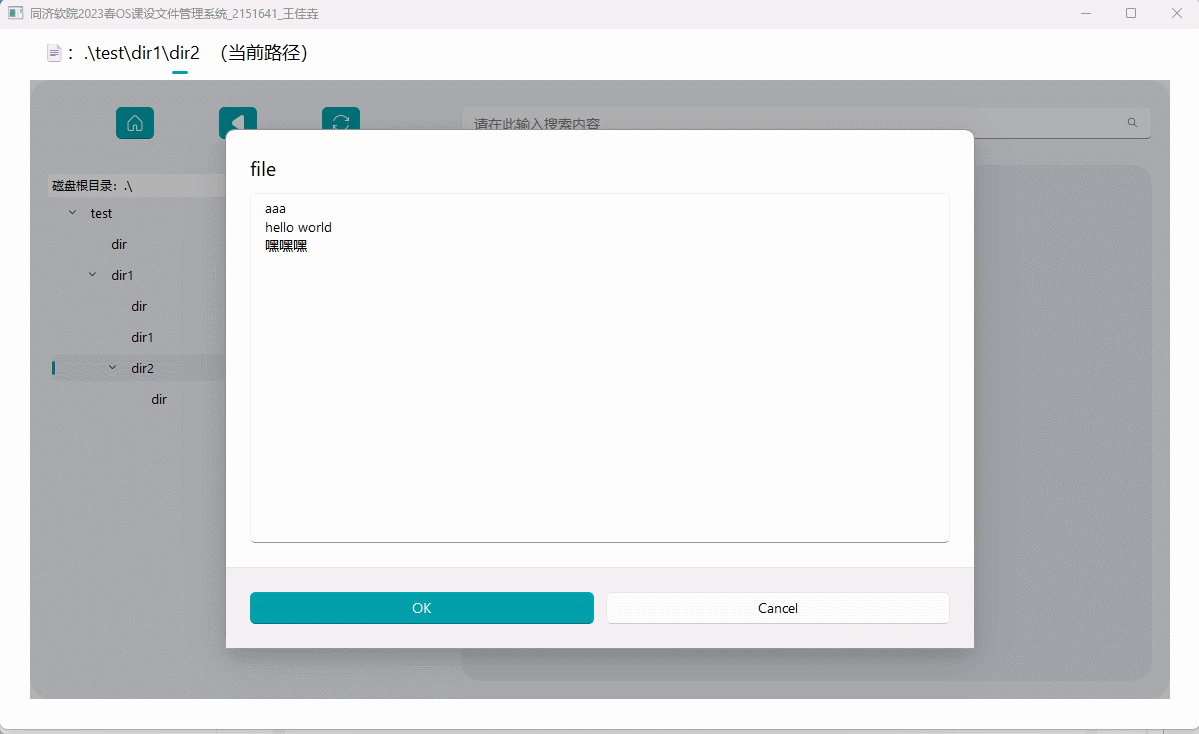 同济软院2023春OS课设文件管理系统_2151641_王佳垚
： .\test\dir1\dir2 （当前路径）
请在此输入搜索内容
磁盘根目录：.\
test
dir
dir1
dir
dir1
dir2
dir
file
aaa
hello world
嘿嘿嘿
OK
Cancel